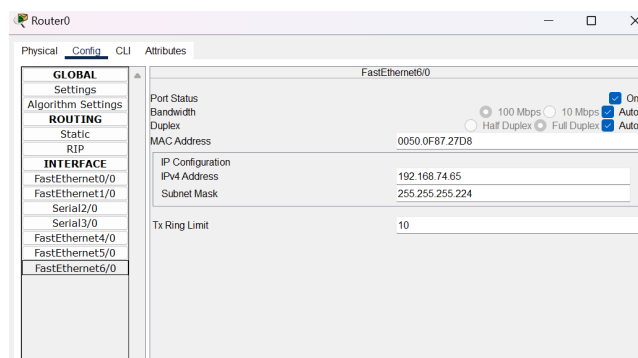 Router0
Physical Config CLI Attributes
GLOBAL
Settings
Algorithm Settings
ROUTING
Static
RIP
INTERFACE
FastEthernet0/0
FastEthernet1/0
Serial2/0
Serial3/0
FastEthernet4/0
FastEthernet5/0
FastEthernet6/0
FastEthernet6/0
Port Status On
Bandwidth 100 Mbps 10 Mbps Auto
Duplex Half Duplex Full Duplex Auto
MAC Address 0050.0F87.27D8
IP Configuration
IPv4 Address 192.168.74.65
Subnet Mask 255.255.255.224
Tx Ring Limit 10